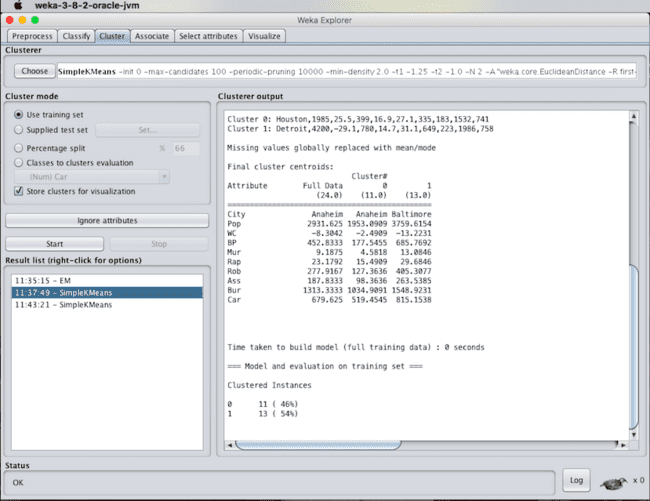 weka-3-8-2-oracle-jvm
Weka Explorer
Preprocess Classify Cluster Associate Select attributes Visualize
Clusterer
Choose SimpleKMeans -init 0 -max-candidates 100 -periodic-pruning 10000 -min-density 2.0 -t1 -1.25 -t2 -1.0 -N 2 -A "weka.core.EuclideanDistance -R first-
Cluster mode
Use training set
Supplied test set Set...
Percentage split % 66
Classes to clusters evaluation
(Num) Car
Store clusters for visualization
Ignore attributes
Start Stop
Result list (right-click for options)
11:35:15 - EM
11:37:49 - SimpleKMeans
11:43:21 - SimpleKMeans
Clusterer output
Cluster 0: Houston,1985,25.5,399,16.9,27.1,335,183,1532,741
Cluster 1: Detroit,4200,-29.1,780,14.7,31.1,649,223,1986,758
Missing values globally replaced with mean/mode
Final cluster centroids:
Cluster#
Attribute Full Data 0 1
(24.0) (11.0) (13.0)
==================================================
City Anaheim Anaheim Baltimore
Pop 2931.625 1953.0909 3759.6154
WC -8.3042 -2.4909 -13.2231
BP 452.8333 177.5455 685.7692
Mur 9.1875 4.5818 13.0846
Rap 23.1792 15.4909 29.6846
Rob 277.9167 127.3636 405.3077
Ass 187.8333 98.3636 263.5385
Bur 1313.3333 1034.9091 1548.9231
Car 679.625 519.4545 815.1538
Time taken to build model (full training data) : 0 seconds
=== Model and evaluation on training set ===
Clustered Instances
0 11 ( 46%)
1 13 ( 54%)
Status
OK
Log
x 0